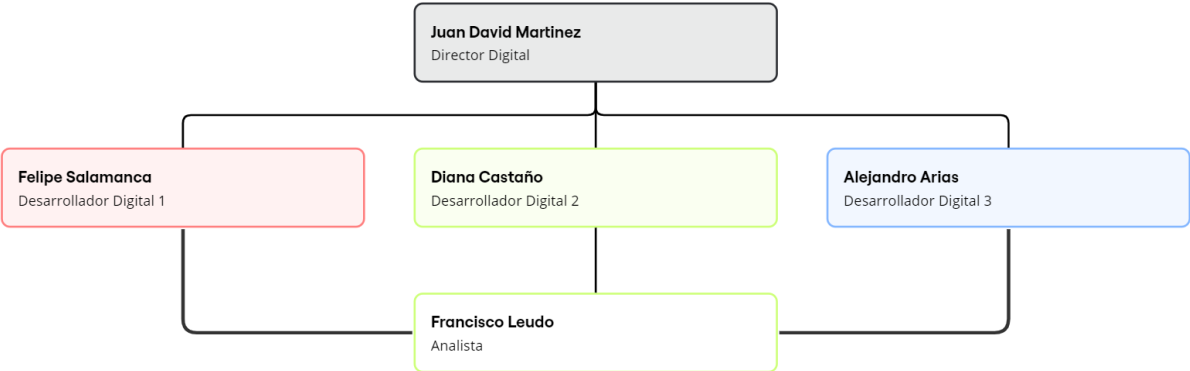 Juan David Martinez
Director Digital
Felipe Salamanca
Desarrollador Digital 1
Diana Castaño
Desarrollador Digital 2
Alejandro Arias
Desarrollador Digital 3
Francisco Leudo
Analista